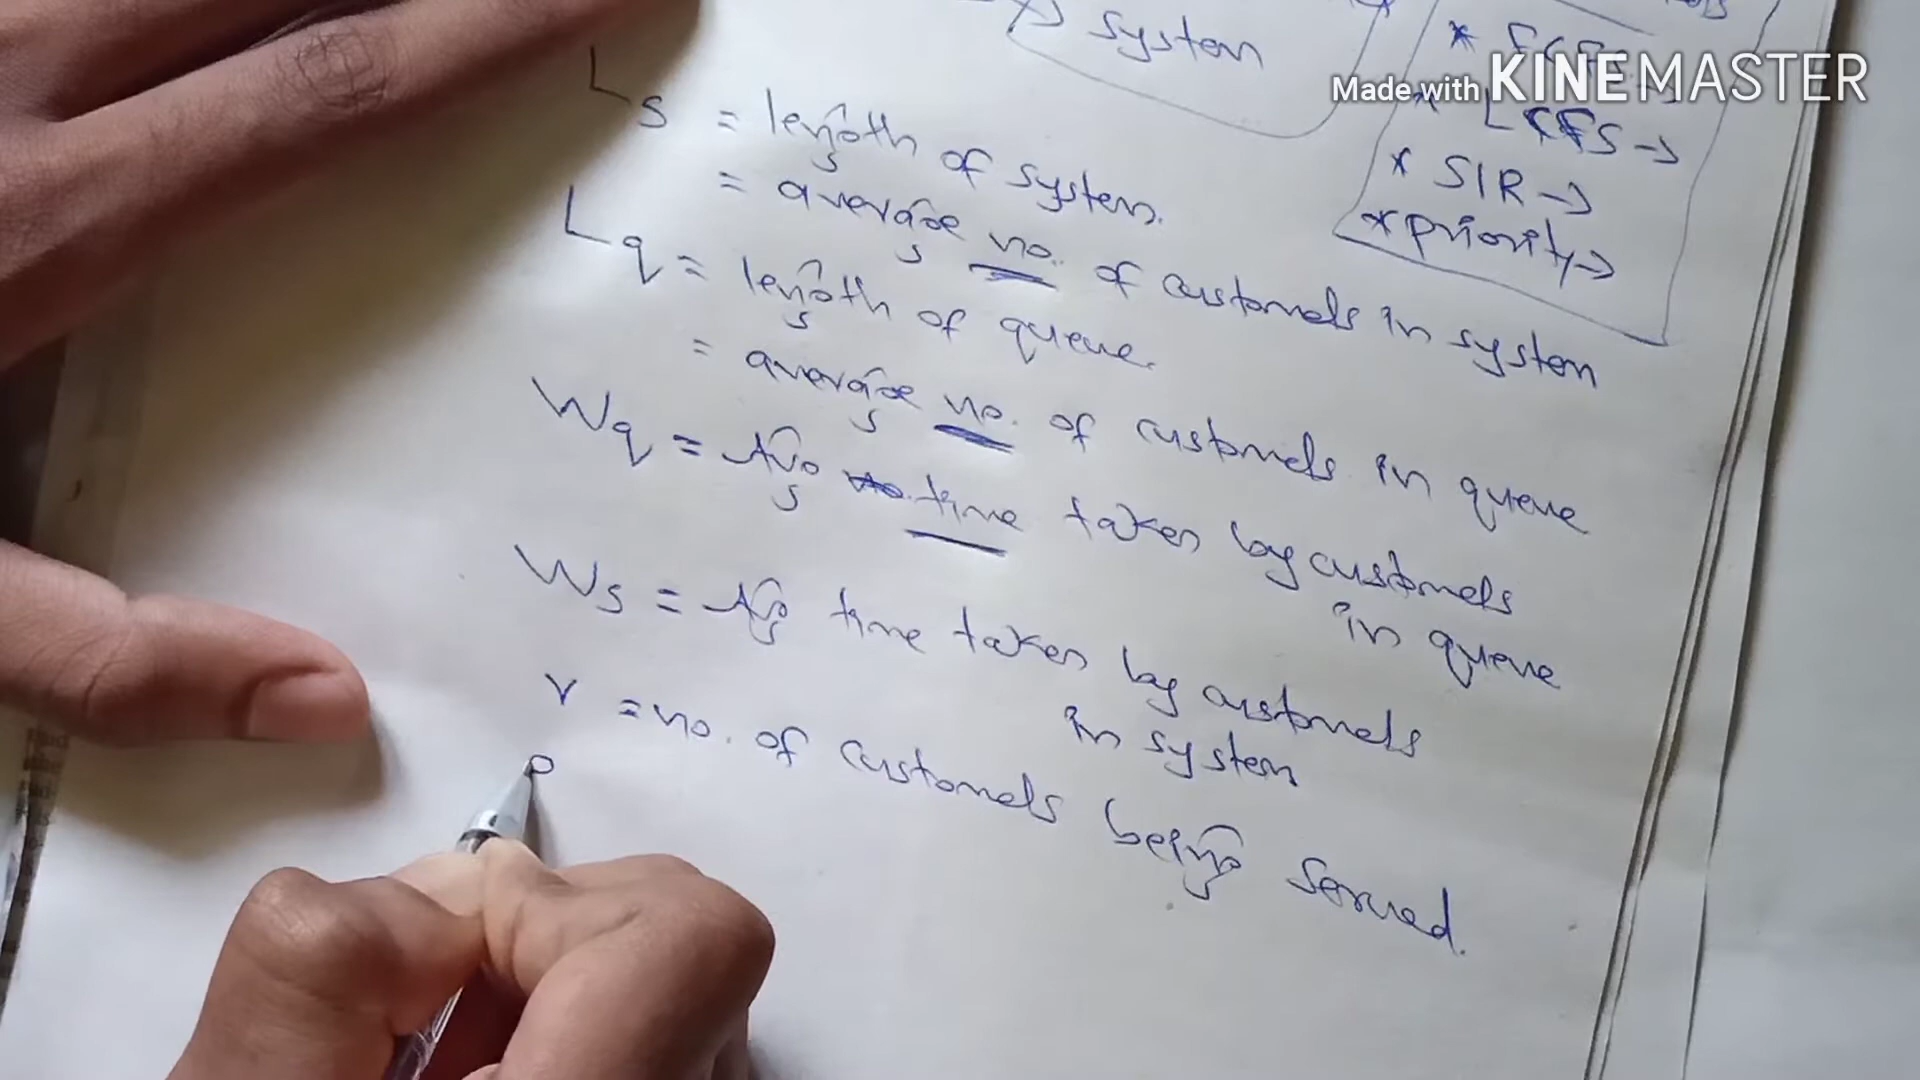 → system
* FCFS →
* LCFS →
* SIR →
* priority →
Made with KINEMASTER
Ls = length of system.
= average no. of customers in system
Lq = length of queue.
= average no. of customers in queue
Wq = Avg time taken by customers
in queue
Ws = Avg time taken by customers
in system
r = no. of customers being served.